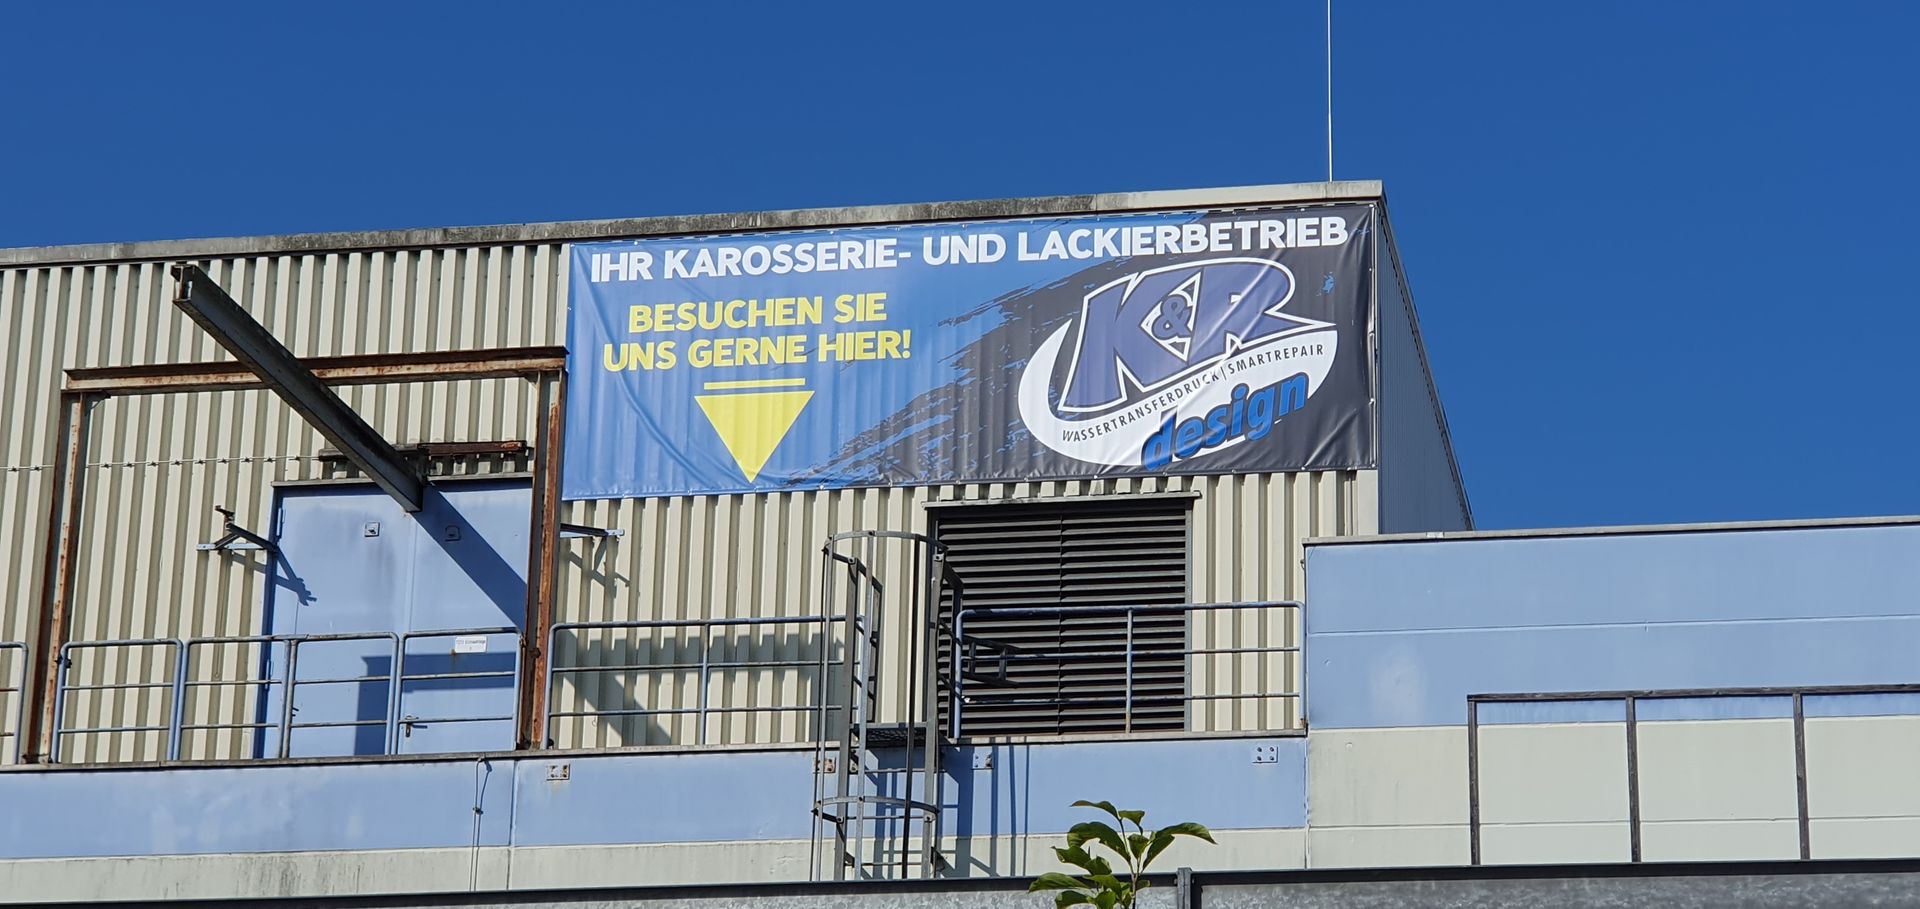 IHR KAROSSERIE- UND LACKIERBETRIEB
BESUCHEN SIE
UNS GERNE HIER!
K&R
WASSERTRANSFERDRUCK | SMARTREPAIR
design